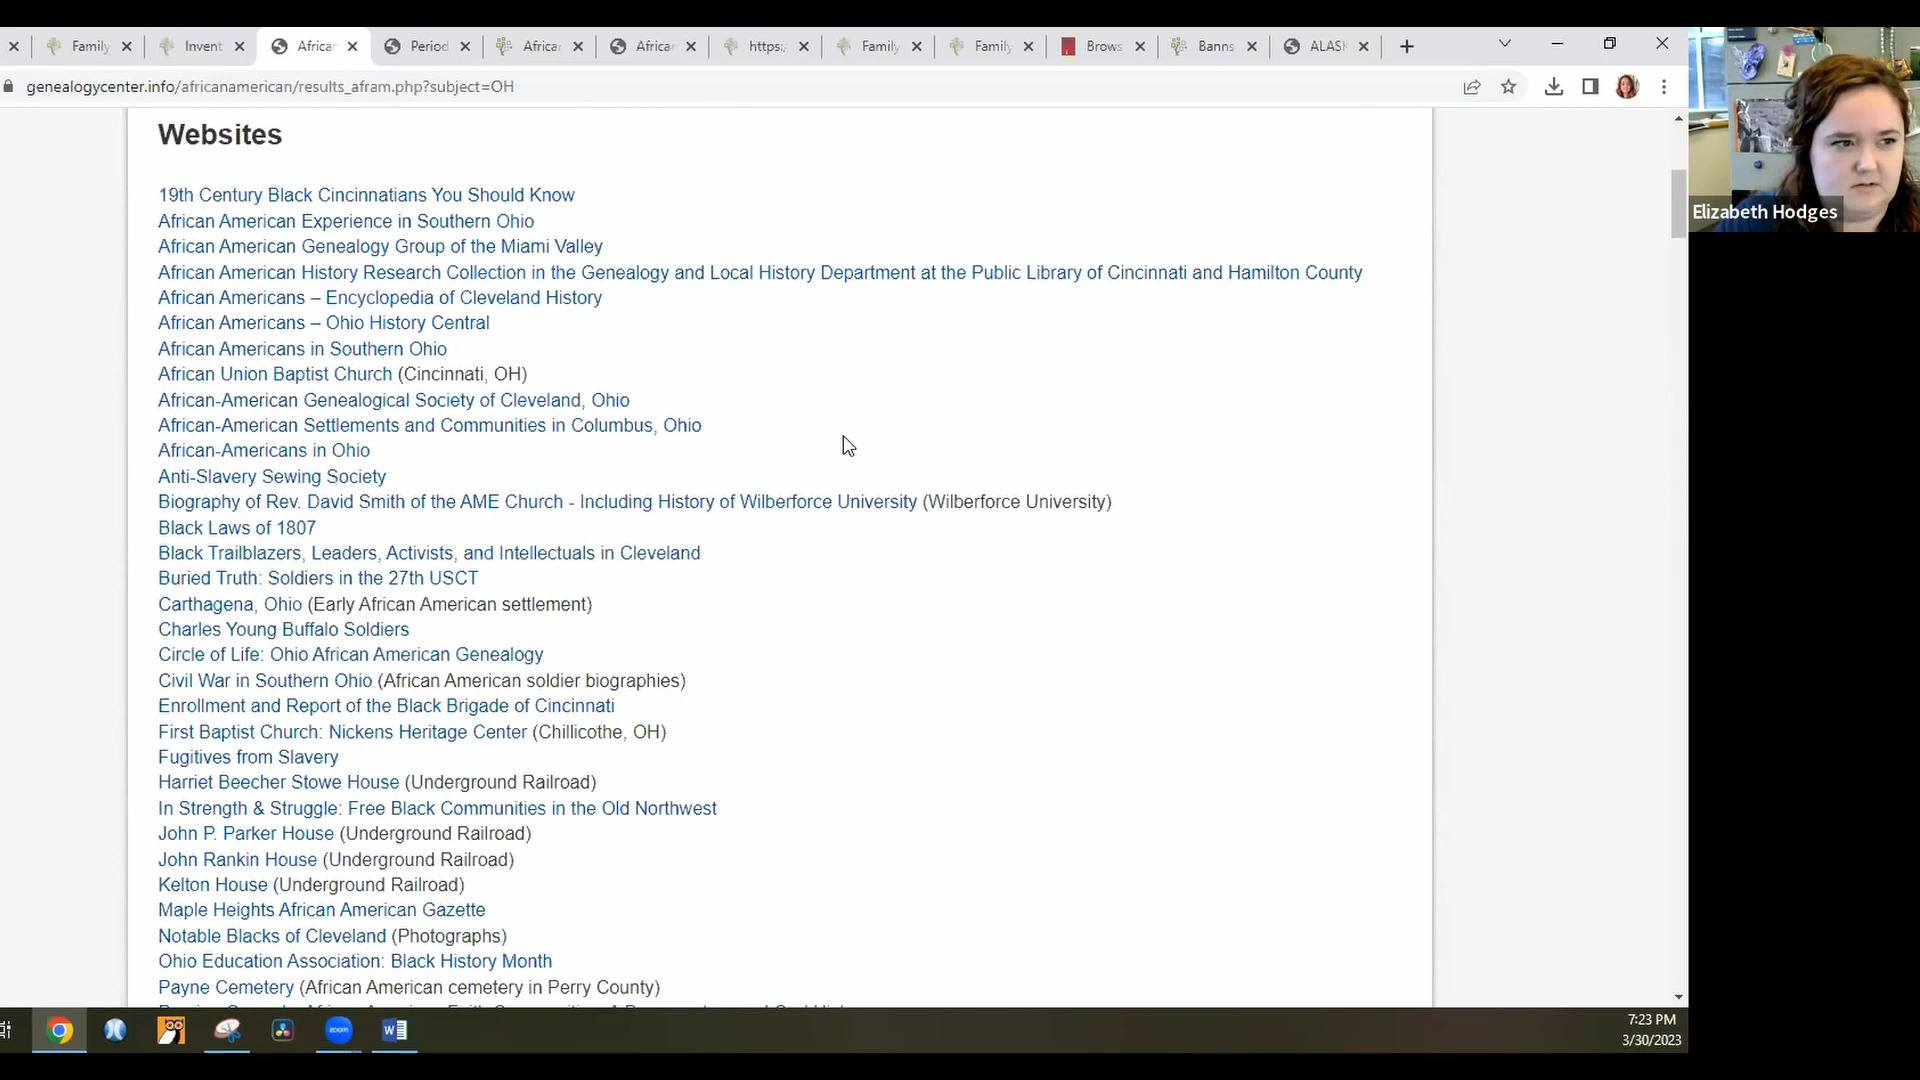 Family
Invent
Africar
Period
Africar
Africar
https:/
Family
Family
Brows
Banns
ALASK
genealogycenter.info/africanamerican/results_afram.php?subject=OH
Websites
19th Century Black Cincinnatians You Should Know
African American Experience in Southern Ohio
African American Genealogy Group of the Miami Valley
African American History Research Collection in the Genealogy and Local History Department at the Public Library of Cincinnati and Hamilton County
African Americans – Encyclopedia of Cleveland History
African Americans – Ohio History Central
African Americans in Southern Ohio
African Union Baptist Church (Cincinnati, OH)
African-American Genealogical Society of Cleveland, Ohio
African-American Settlements and Communities in Columbus, Ohio
African-Americans in Ohio
Anti-Slavery Sewing Society
Biography of Rev. David Smith of the AME Church - Including History of Wilberforce University (Wilberforce University)
Black Laws of 1807
Black Trailblazers, Leaders, Activists, and Intellectuals in Cleveland
Buried Truth: Soldiers in the 27th USCT
Carthagena, Ohio (Early African American settlement)
Charles Young Buffalo Soldiers
Circle of Life: Ohio African American Genealogy
Civil War in Southern Ohio (African American soldier biographies)
Enrollment and Report of the Black Brigade of Cincinnati
First Baptist Church: Nickens Heritage Center (Chillicothe, OH)
Fugitives from Slavery
Harriet Beecher Stowe House (Underground Railroad)
In Strength & Struggle: Free Black Communities in the Old Northwest
John P. Parker House (Underground Railroad)
John Rankin House (Underground Railroad)
Kelton House (Underground Railroad)
Maple Heights African American Gazette
Notable Blacks of Cleveland (Photographs)
Ohio Education Association: Black History Month
Payne Cemetery (African American cemetery in Perry County)
Elizabeth Hodges
zoom
7:23 PM
3/30/2023